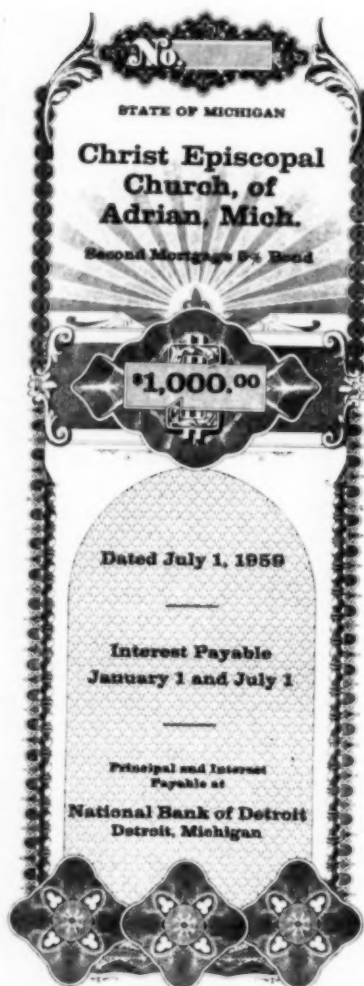 No.
STATE OF MICHIGAN
Christ Episcopal
Church, of
Adrian, Mich.
Second Mortgage 5% Bond
$1,000.00
Dated July 1, 1959
Interest Payable
January 1 and July 1
Principal and Interest
Payable at
National Bank of Detroit
Detroit, Michigan